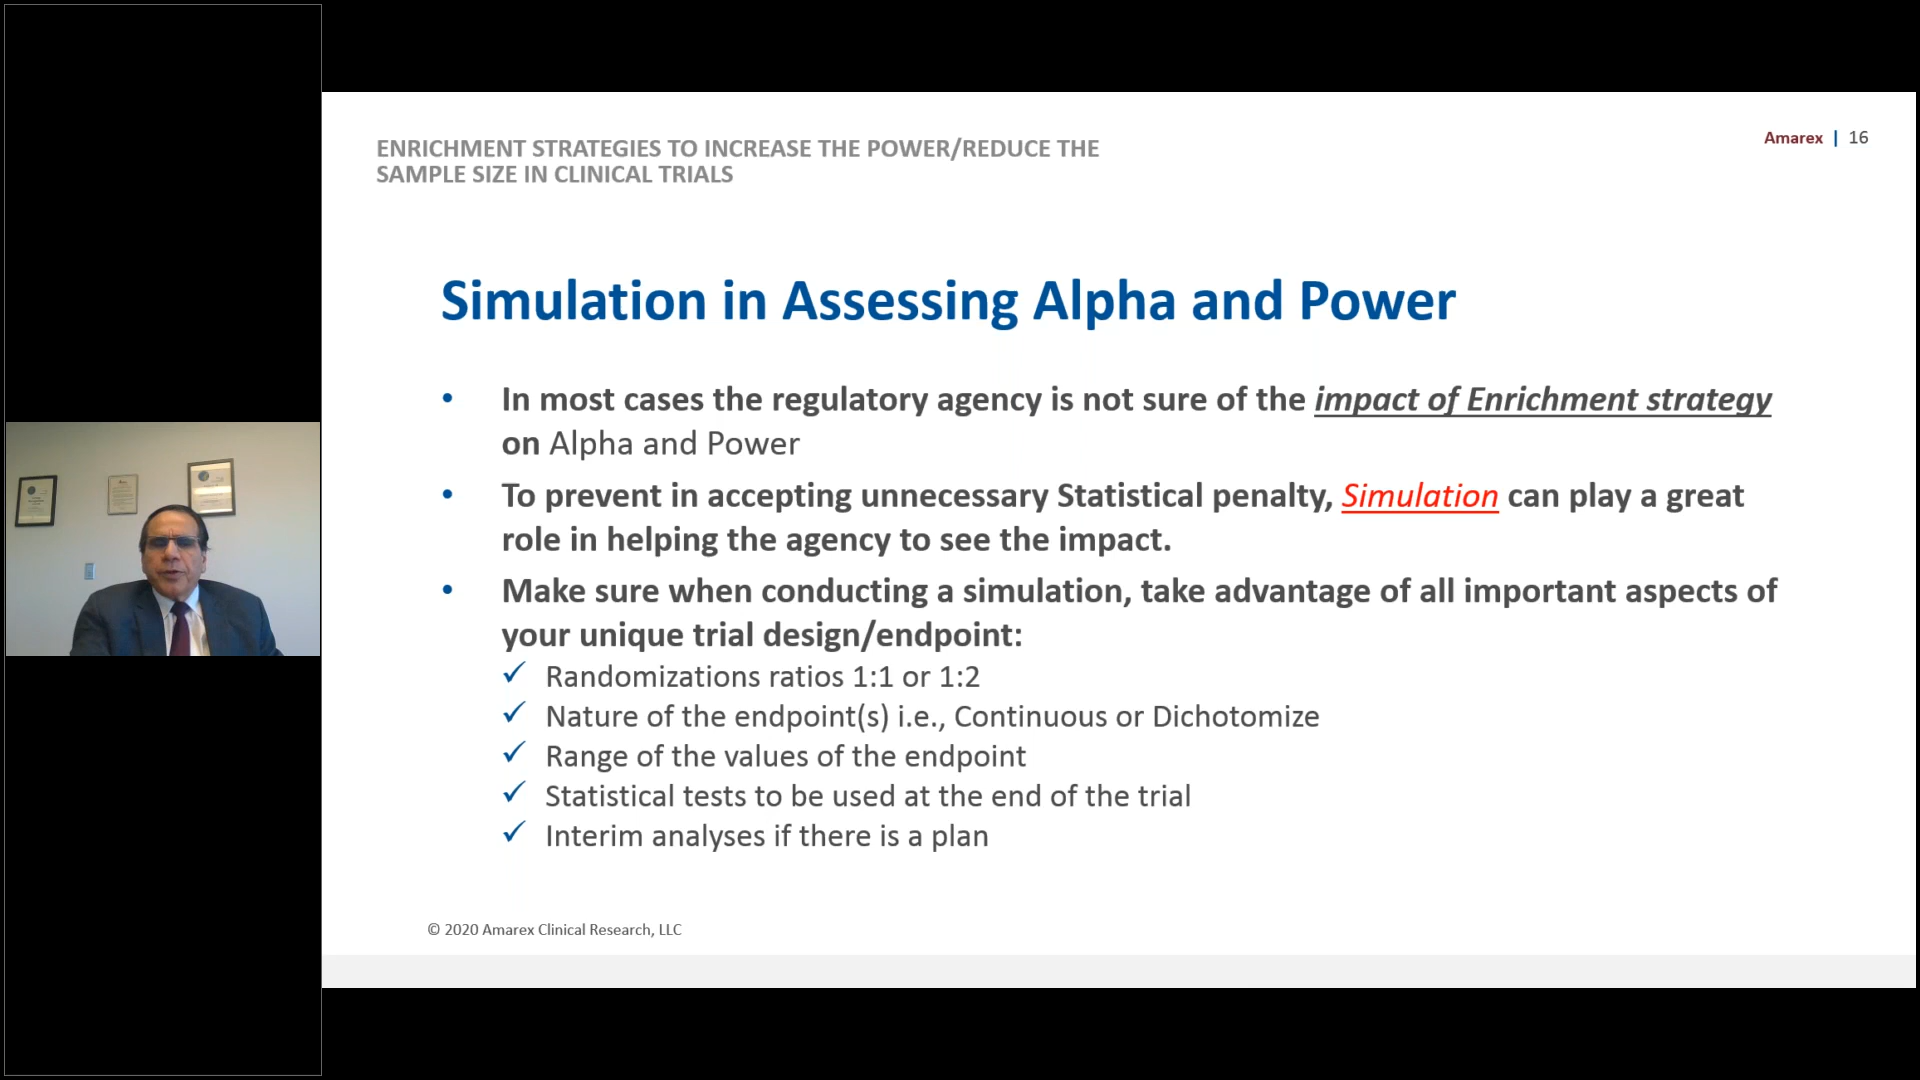 ENRICHMENT STRATEGIES TO INCREASE THE POWER/REDUCE THE
SAMPLE SIZE IN CLINICAL TRIALS
Amarex | 16
Simulation in Assessing Alpha and Power
• In most cases the regulatory agency is not sure of the impact of Enrichment strategy
on Alpha and Power
• To prevent in accepting unnecessary Statistical penalty, Simulation can play a great
role in helping the agency to see the impact.
• Make sure when conducting a simulation, take advantage of all important aspects of
your unique trial design/endpoint:
✓ Randomizations ratios 1:1 or 1:2
✓ Nature of the endpoint(s) i.e., Continuous or Dichotomize
✓ Range of the values of the endpoint
✓ Statistical tests to be used at the end of the trial
✓ Interim analyses if there is a plan
© 2020 Amarex Clinical Research, LLC